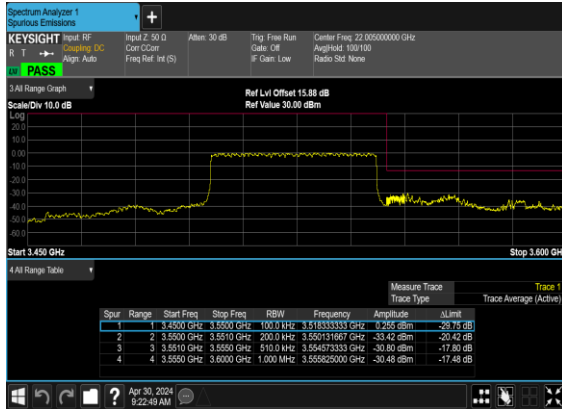 Spectrum Analyzer 1
Spurious Emissions
+
KEYSIGHT Input: RF Input Z: 50 Ω Atten: 30 dB Trig: Free Run Center Freq: 22.005000000 GHz
R T Coupling: DC Corr CCorr Gate: Off Avg|Hold: 100/100
Align: Auto Freq Ref: Int (S) IF Gain: Low Radio Std: None
PASS
3 All Range Graph
Ref Lvl Offset 15.88 dB
Scale/Div 10.0 dB Ref Value 30.00 dBm
Log
20.0
10.0
0.00
-10.0
-20.0
-30.0
-40.0
-50.0
-60.0
Start 3.450 GHz Stop 3.600 GH
4 All Range Table
Measure Trace Trace 1
Trace Type Trace Average (Active)
Spur Range Start Freq Stop Freq RBW Frequency Amplitude ΔLimit
1 1 3.4500 GHz 3.5500 GHz 100.0 kHz 3.518333333 GHz 0.255 dBm -29.75 dB
2 2 3.5500 GHz 3.5510 GHz 200.0 kHz 3.550131667 GHz -33.42 dBm -20.42 dB
3 3 3.5510 GHz 3.5550 GHz 510.0 kHz 3.554573333 GHz -30.80 dBm -17.80 dB
4 4 3.5550 GHz 3.6000 GHz 1.000 MHz 3.555825000 GHz -30.48 dBm -17.48 dB
? Apr 30, 2024
9:22:49 AM